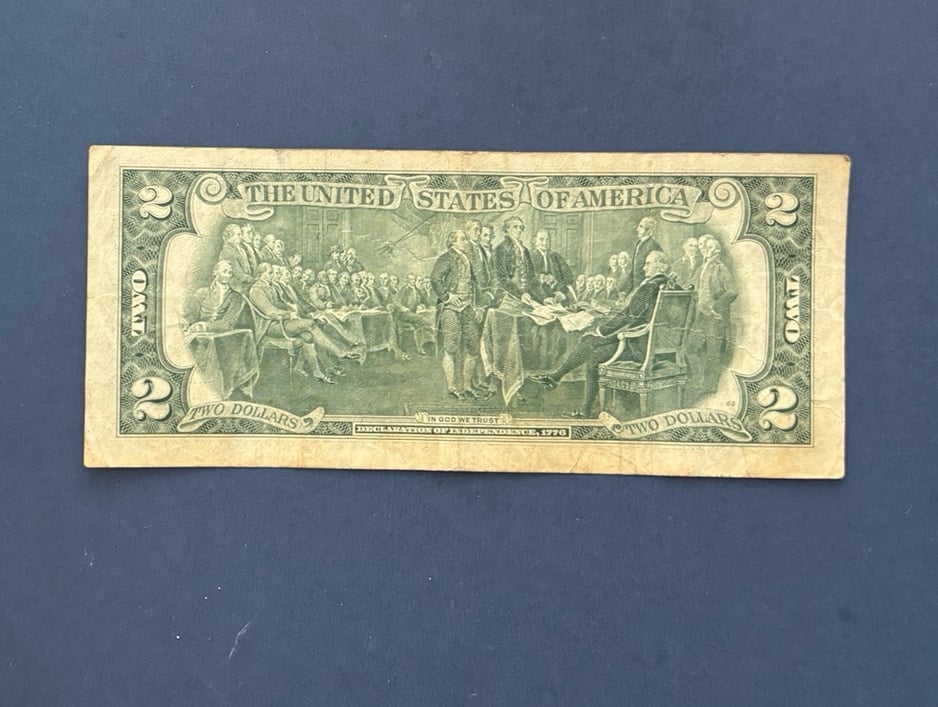 THE UNITED STATES OF AMERICA
2
2
TWO
TWO
2
2
TWO DOLLARS
IN GOD WE TRUST
TWO DOLLARS
DECLARATION OF INDEPENDENCE, 1776